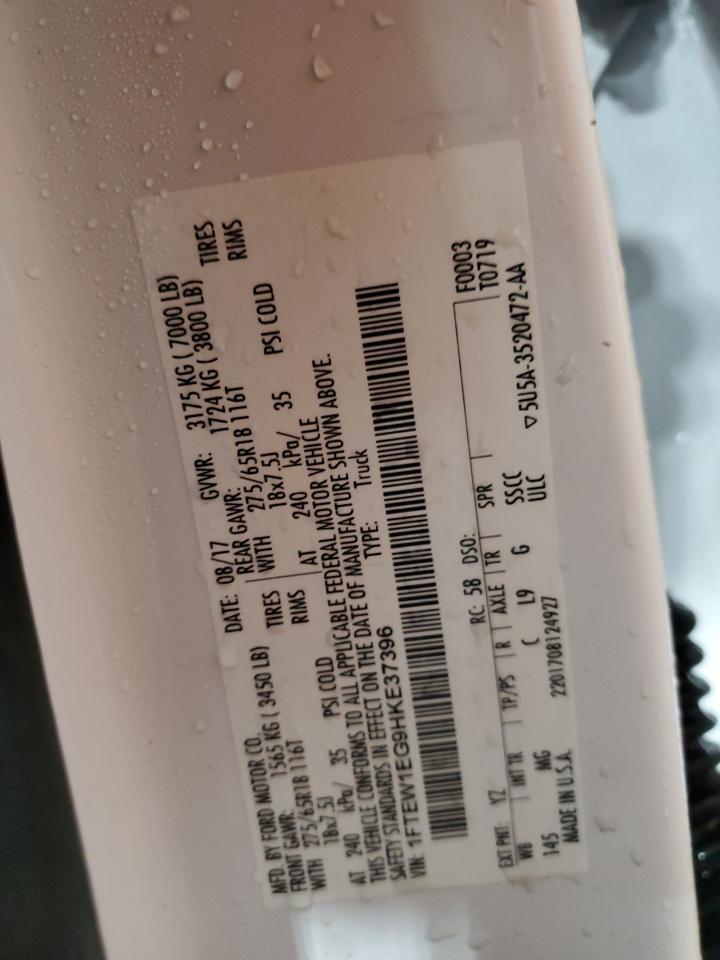 MFD. BY FORD MOTOR CO. DATE: 08/17 GVWR: 3175 KG ( 7000 LB)
FRONT GAWR: 1565 KG ( 3450 LB) REAR GAWR: 1724 KG ( 3800 LB)
WITH 275/65R18 116T TIRES WITH 275/65R18 116T TIRES
18x7.5J RIMS 18x7.5J RIMS
AT 240 kPa/ 35 PSI COLD AT 240 kPa/ 35 PSI COLD
THIS VEHICLE CONFORMS TO ALL APPLICABLE FEDERAL MOTOR VEHICLE
SAFETY STANDARDS IN EFFECT ON THE DATE OF MANUFACTURE SHOWN ABOVE.
VIN: 1FTEW1EG9HKE37396 TYPE: Truck
F0003
EXT PNT: YZ RC: 58 DSO: T0719
WB INT TR TP/PS R AXLE TR SPR
145 MG C L9 G SSCC
MADE IN U.S.A. 2201708124927 ULC ▽5U5A-3520472-AA